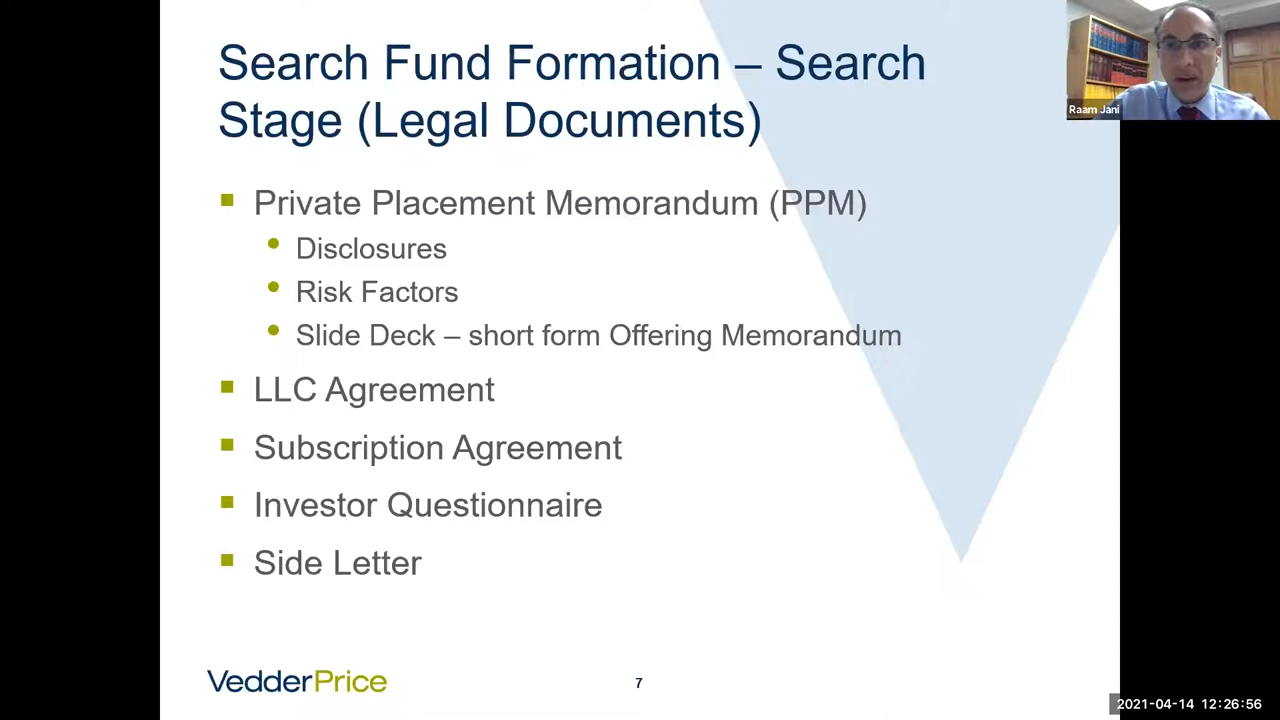 Search Fund Formation – Search
Stage (Legal Documents)
Private Placement Memorandum (PPM)
Disclosures
Risk Factors
Slide Deck – short form Offering Memorandum
LLC Agreement
Subscription Agreement
Investor Questionnaire
Side Letter
VedderPrice
7
Raam Jani
2021-04-14 12:26:56